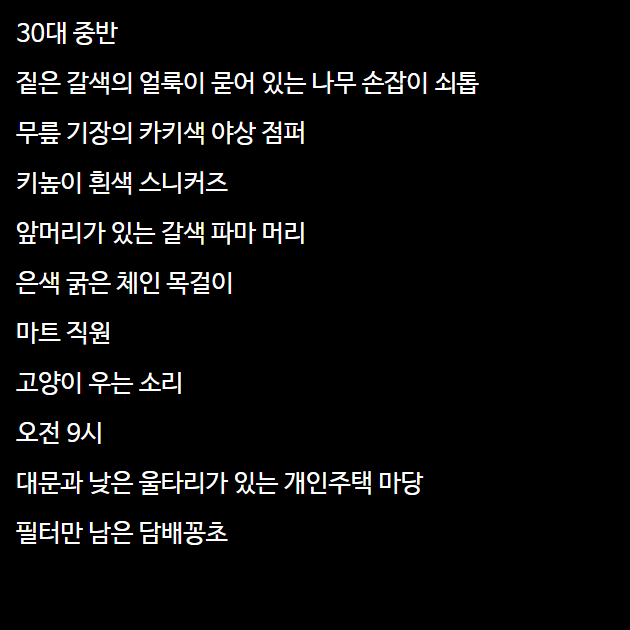 30대 중반
짙은 갈색의 얼룩이 묻어 있는 나무 손잡이 쇠톱
무릎 기장의 카키색 야상 점퍼
키높이 흰색 스니커즈
앞머리가 있는 갈색 파마 머리
은색 굵은 체인 목걸이
마트 직원
고양이 우는 소리
오전 9시
대문과 낮은 울타리가 있는 개인주택 마당
필터만 남은 담배꽁초